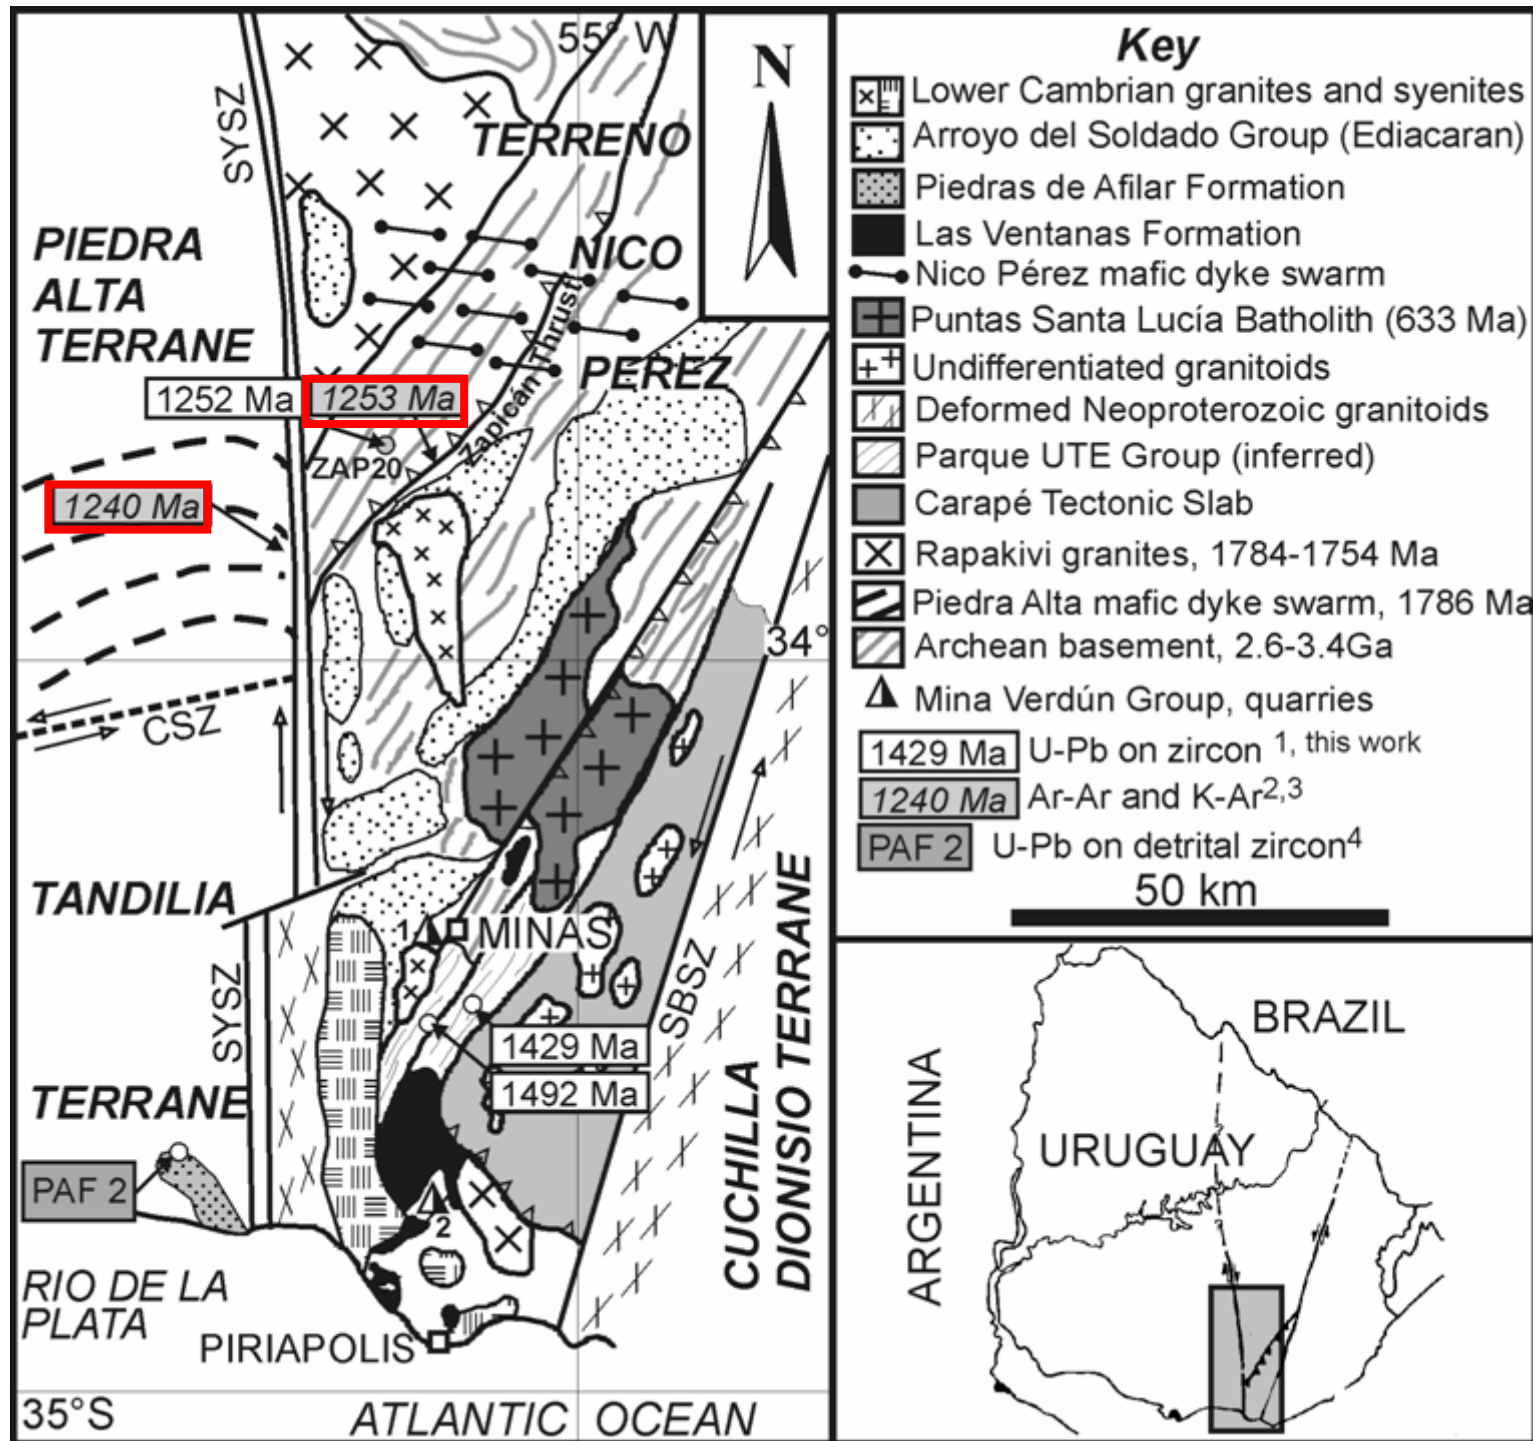 55° W
N
SYSZ
TERRENO
NICO
PEREZ
PIEDRA
ALTA
TERRANE
1252 Ma
1253 Ma
Zapicán Thrust
ZAP20
1240 Ma
34°
CSZ
TANDILIA
1
MINAS
SYSZ
SBSZ
1429 Ma
1492 Ma
TERRANE
CUCHILLA
DIONISIO TERRANE
PAF 2
2
RIO DE LA
PLATA
PIRIAPOLIS
35°S
ATLANTIC OCEAN
Key
Lower Cambrian granites and syenites
Arroyo del Soldado Group (Ediacaran)
Piedras de Afilar Formation
Las Ventanas Formation
Nico Pérez mafic dyke swarm
Puntas Santa Lucía Batholith (633 Ma)
Undifferentiated granitoids
Deformed Neoproterozoic granitoids
Parque UTE Group (inferred)
Carapé Tectonic Slab
Rapakivi granites, 1784-1754 Ma
Piedra Alta mafic dyke swarm, 1786 Ma
Archean basement, 2.6-3.4Ga
Mina Verdún Group, quarries
1429 Ma U-Pb on zircon 1, this work
1240 Ma Ar-Ar and K-Ar2,3
PAF 2 U-Pb on detrital zircon4
50 km
BRAZIL
URUGUAY
ARGENTINA